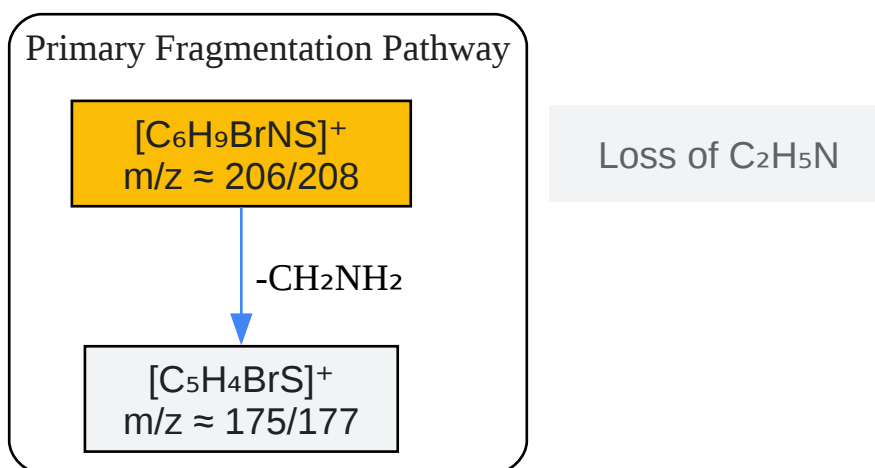 Primary Fragmentation Pathway
[C₆H₉BrNS]⁺
m/z ≈ 206/208
Loss of C₂H₅N
-CH₂NH₂
[C₅H₄BrS]⁺
m/z ≈ 175/177